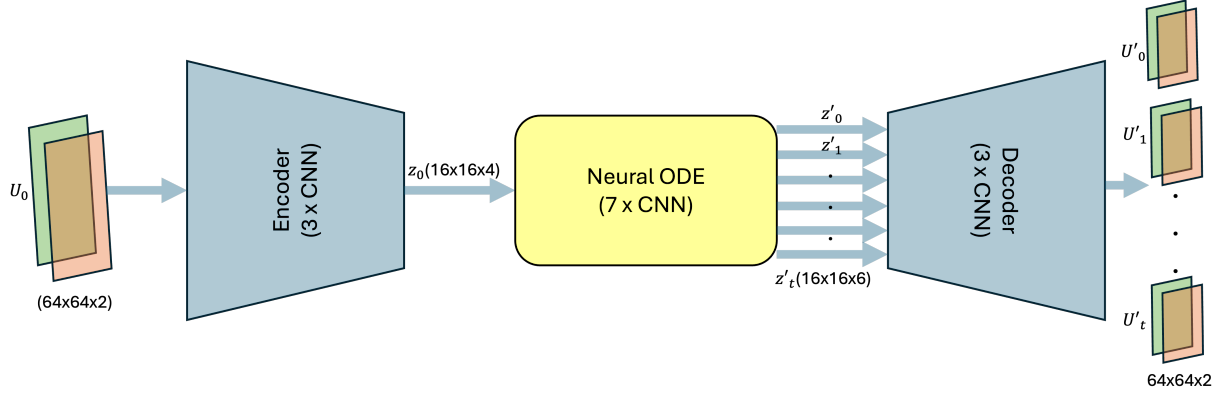 U₀
(64x64x2)
Encoder
(3 x CNN)
z₀(16x16x4)
Neural ODE
(7 x CNN)
z′₀
z′₁
.
.
.
z′ₜ(16x16x6)
Decoder
(3 x CNN)
U′₀
U′₁
.
.
.
U′ₜ
64x64x2